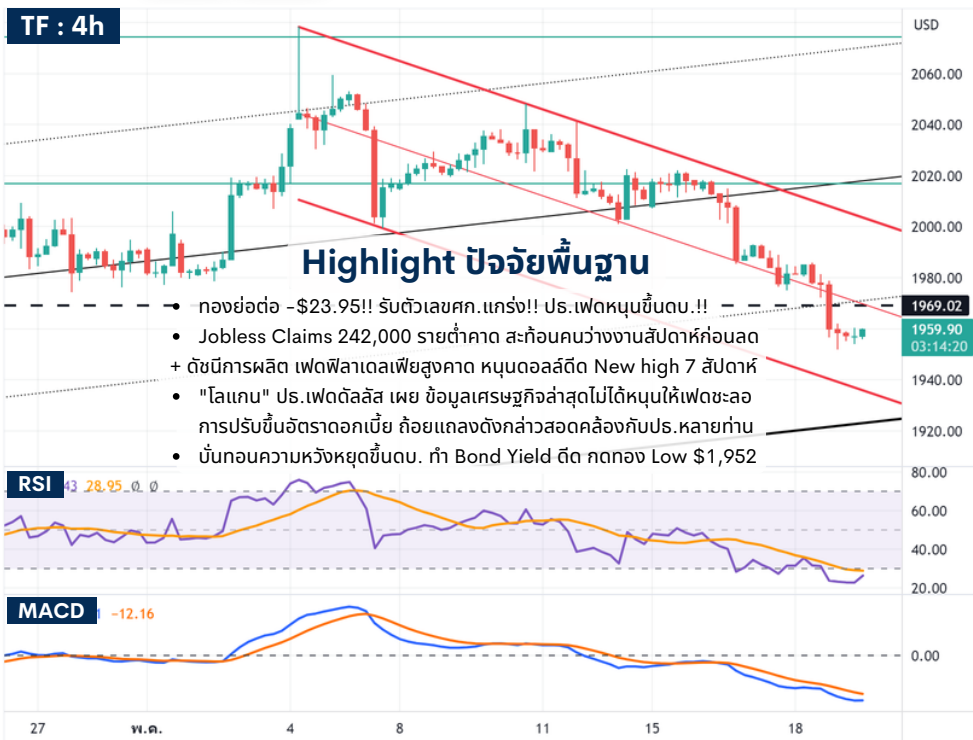 TF : 4h
USD
2060.00
2040.00
2020.00
2000.00
1980.00
1969.02
1959.90
03:14:20
1940.00
1920.00
Highlight ปัจจัยพื้นฐาน
• ทองย่อต่อ -$23.95!! รับตัวเลขศก.แกร่ง!! ปธ.เฟดหนุนขึ้นดบ.!!
• Jobless Claims 242,000 รายต่ำคาด สะท้อนคนว่างงานสัปดาห์ก่อนลด
+ ดัชนีการผลิต เฟดฟิลาเดลเฟียสูงคาด หนุนดอลล์ดีด New high 7 สัปดาห์
• "โลแกน" ปธ.เฟดดัลลัส เผย ข้อมูลเศรษฐกิจล่าสุดไม่ได้หนุนให้เฟดชะลอ
การปรับขึ้นอัตราดอกเบี้ย ถ้อยแถลงดังกล่าวสอดคล้องกับปธ.หลายท่าน
• บั่นทอนความหวังหยุดขึ้นดบ. ทำ Bond Yield ดีด กดทอง Low $1,952
RSI 43 28.95 ∅ ∅
80.00
60.00
40.00
20.00
MACD -12.16
0.00
27 พ.ค. 4 8 11 15 18